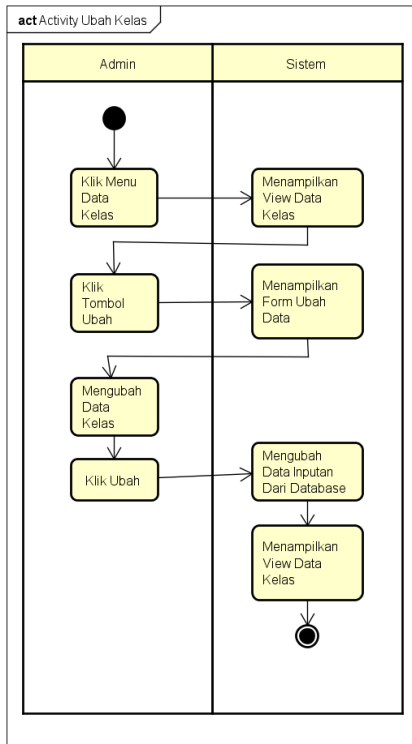 act Activity Ubah Kelas
Admin
Sistem
Klik Menu
Data
Kelas
Menampilkan
View Data
Kelas
Klik
Tombol
Ubah
Menampilkan
Form Ubah
Data
Mengubah
Data
Kelas
Klik Ubah
Mengubah
Data Inputan
Dari Database
Menampilkan
View Data
Kelas